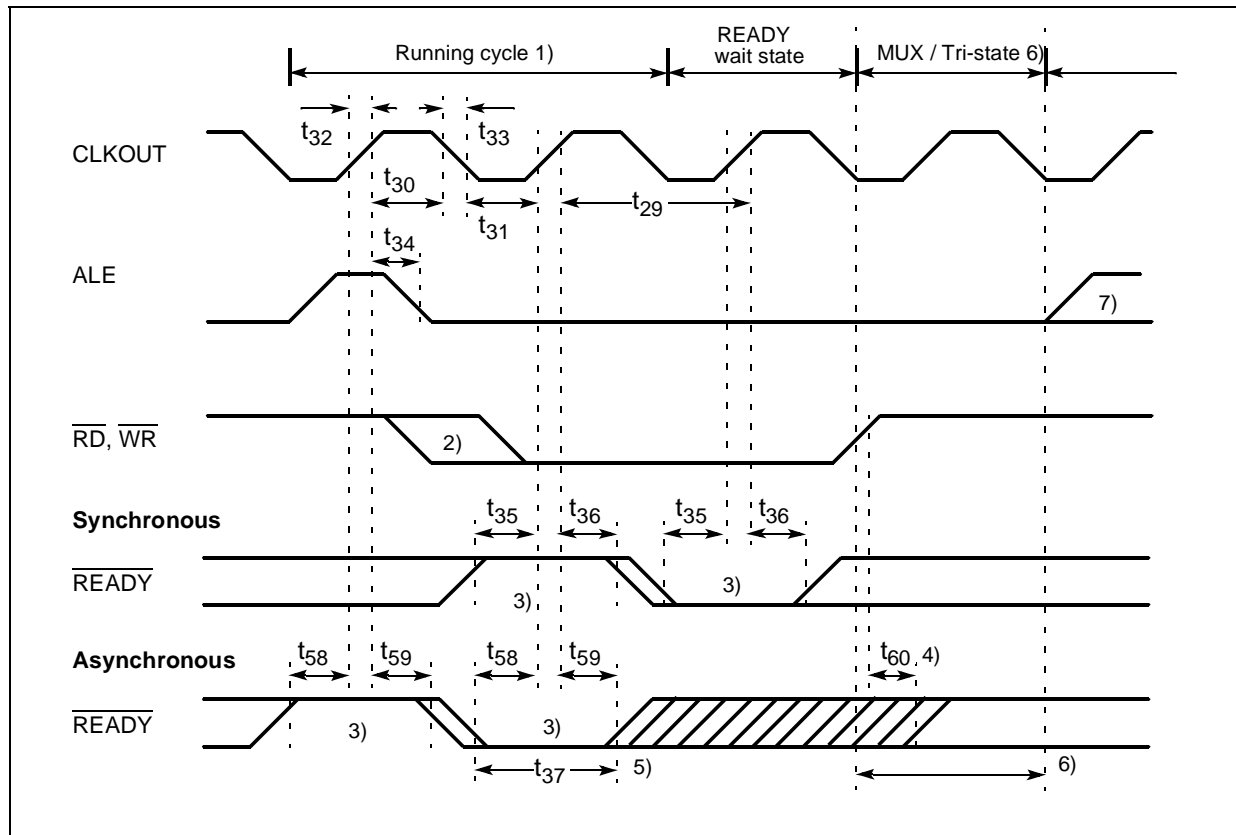 Running cycle 1)
READY
wait state
MUX / Tri-state 6)
t32
t33
CLKOUT
t30
t29
t31
t34
ALE
7)
RD, WR
2)
Synchronous
t35
t36
t35
t36
READY
3)
3)
Asynchronous
t58
t59
t58
t59
t60
4)
READY
3)
3)
t37
5)
6)